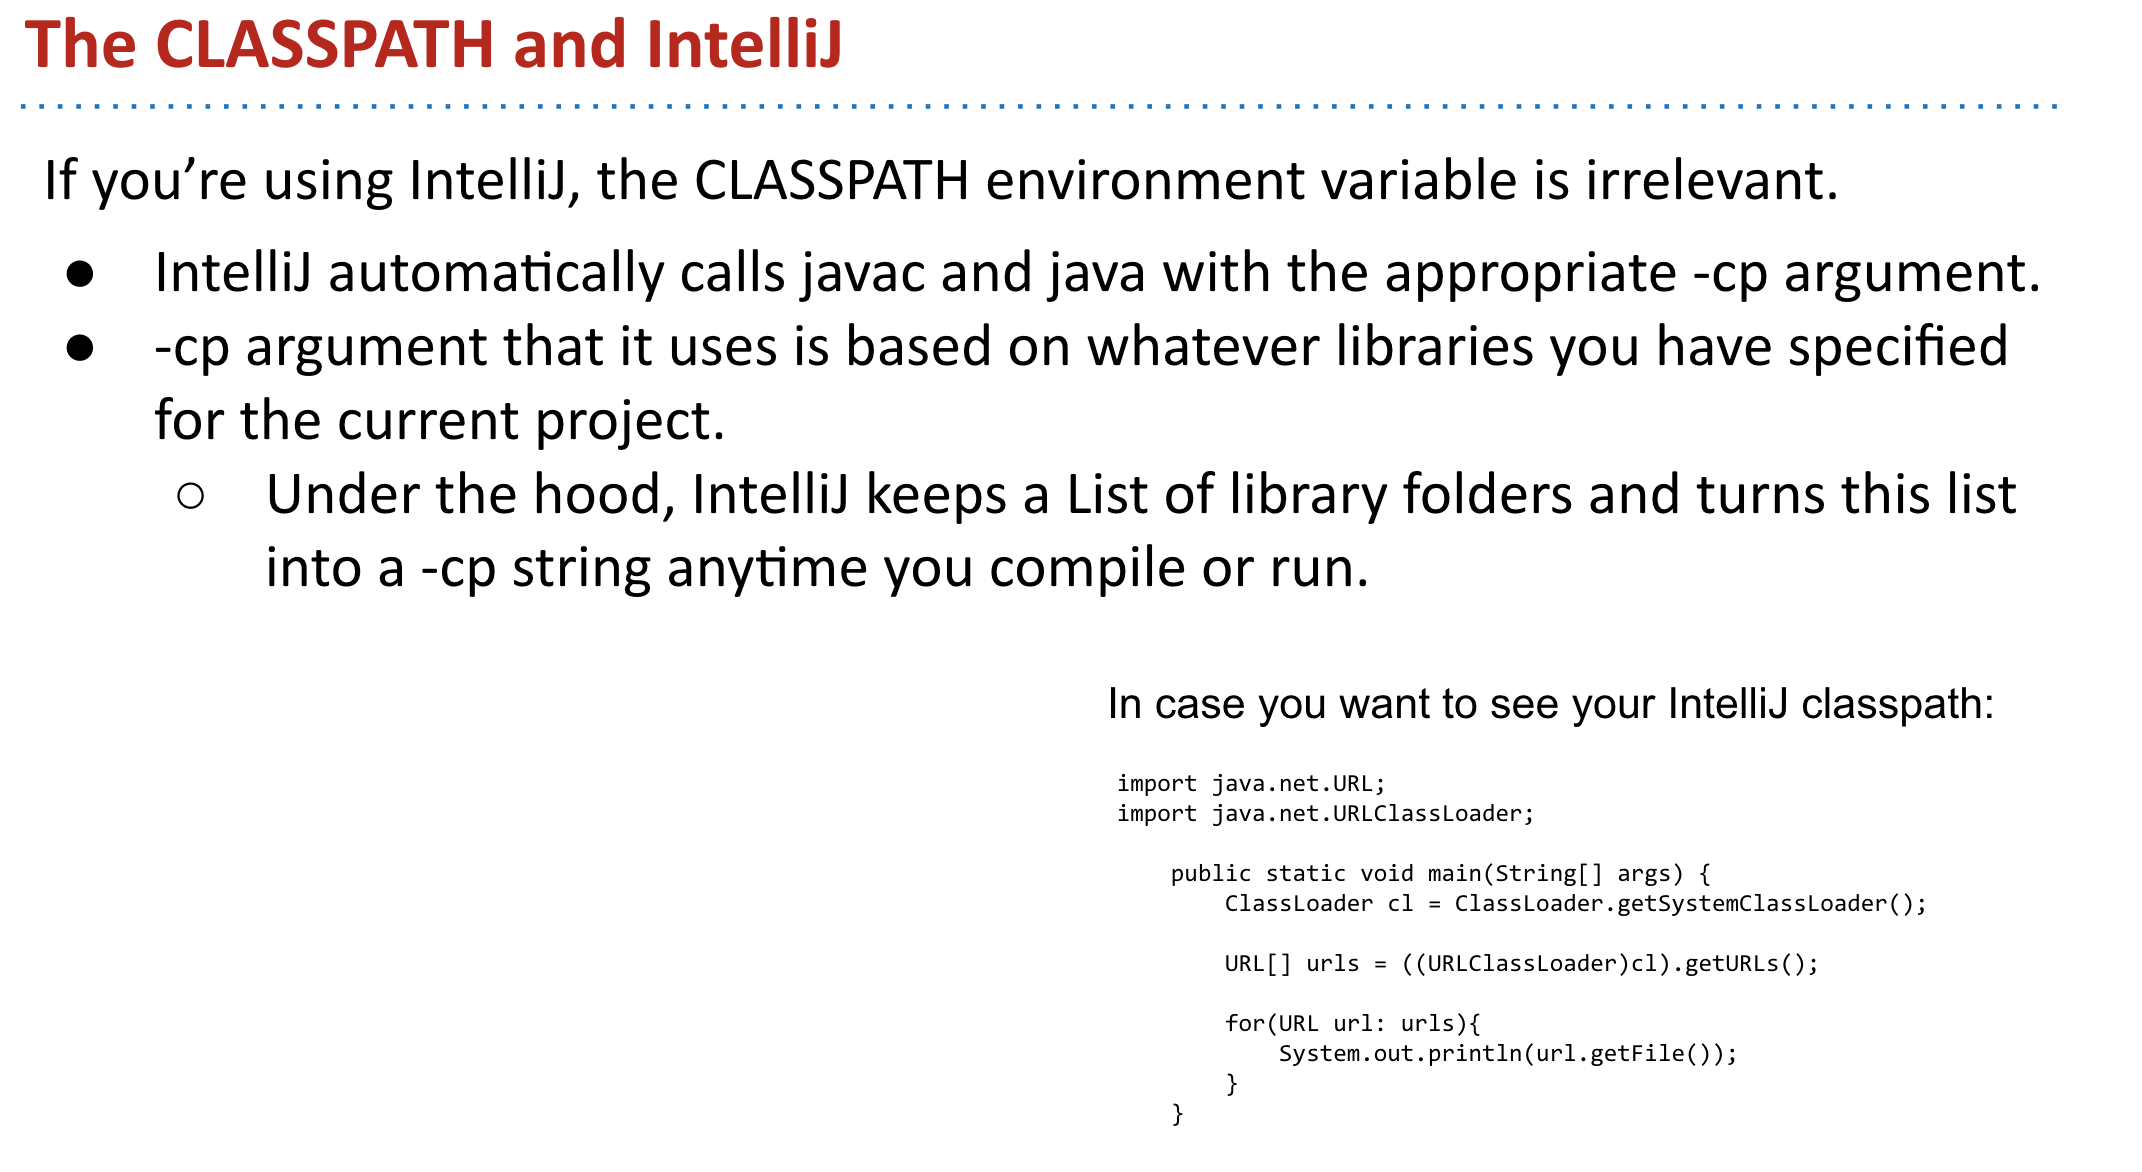 The CLASSPATH and IntelliJ
If you’re using IntelliJ, the CLASSPATH environment variable is irrelevant.
● IntelliJ automatically calls javac and java with the appropriate -cp argument.
● -cp argument that it uses is based on whatever libraries you have specified
for the current project.
○ Under the hood, IntelliJ keeps a List of library folders and turns this list
into a -cp string anytime you compile or run.
In case you want to see your IntelliJ classpath:
import java.net.URL;
import java.net.URLClassLoader;
    public static void main(String[] args) {
        ClassLoader cl = ClassLoader.getSystemClassLoader();
        URL[] urls = ((URLClassLoader)cl).getURLs();
        for(URL url: urls){
            System.out.println(url.getFile());
        }
    }